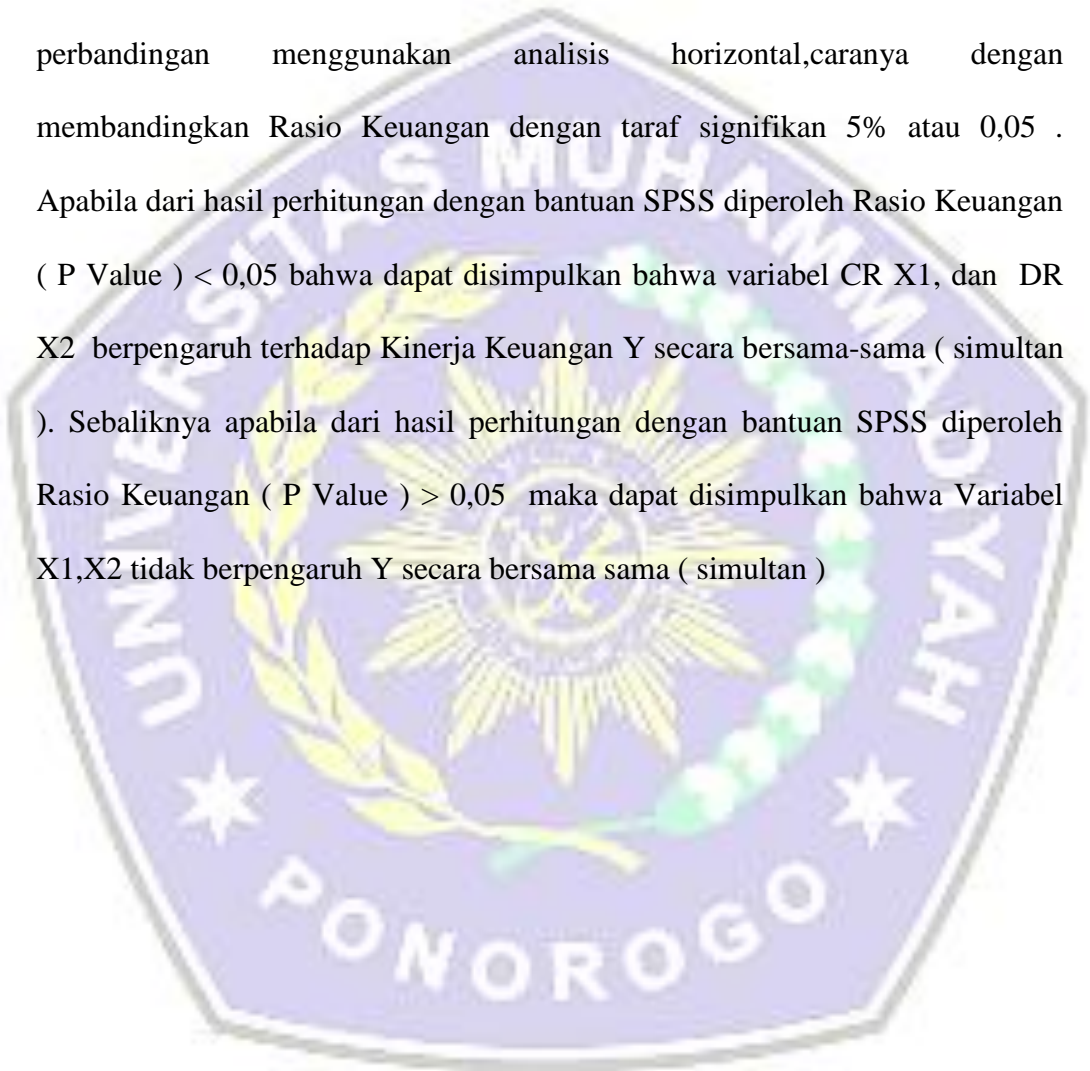 perbandingan menggunakan analisis horizontal,caranya dengan
membandingkan Rasio Keuangan dengan taraf signifikan 5% atau 0,05 .
Apabila dari hasil perhitungan dengan bantuan SPSS diperoleh Rasio Keuangan
( P Value ) < 0,05 bahwa dapat disimpulkan bahwa variabel CR X1, dan DR
X2 berpengaruh terhadap Kinerja Keuangan Y secara bersama-sama ( simultan
). Sebaliknya apabila dari hasil perhitungan dengan bantuan SPSS diperoleh
Rasio Keuangan ( P Value ) > 0,05 maka dapat disimpulkan bahwa Variabel
X1,X2 tidak berpengaruh Y secara bersama sama ( simultan )
UNIVERSITAS MUHAMMADIYAH
PONOROGO